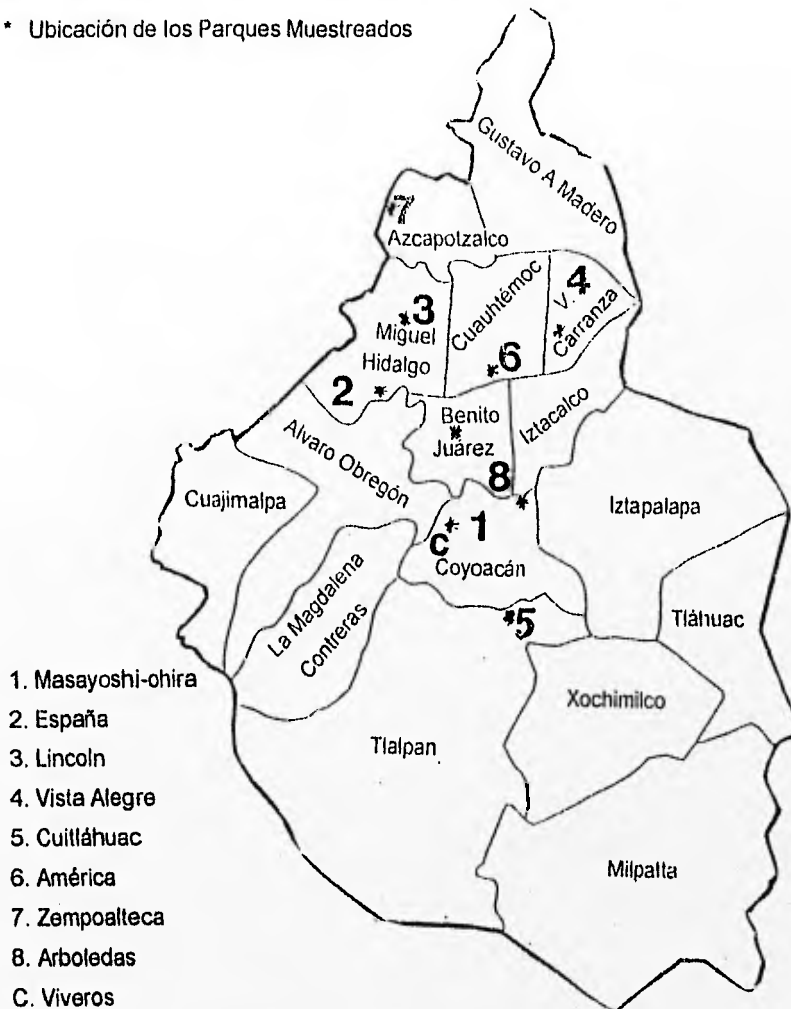 * Ubicación de los Parques Muestreados
Gustavo A Madero
7
Azcapotzalco
Cuauhtémoc
4
V.
Carranza
3
Miguel
Hidalgo
6
2
Benito
Juárez
Iztacalco
Alvaro Obregón
8
Cuajimalpa
Iztapalapa
1
C
Coyoacán
La Magdalena
Contreras
5
Tláhuac
1. Masayoshi-ohira
Xochimilco
2. España
Tlalpan
3. Lincoln
4. Vista Alegre
5. Cuitláhuac
Milpalta
6. América
7. Zempoalteca
8. Arboledas
C. Viveros